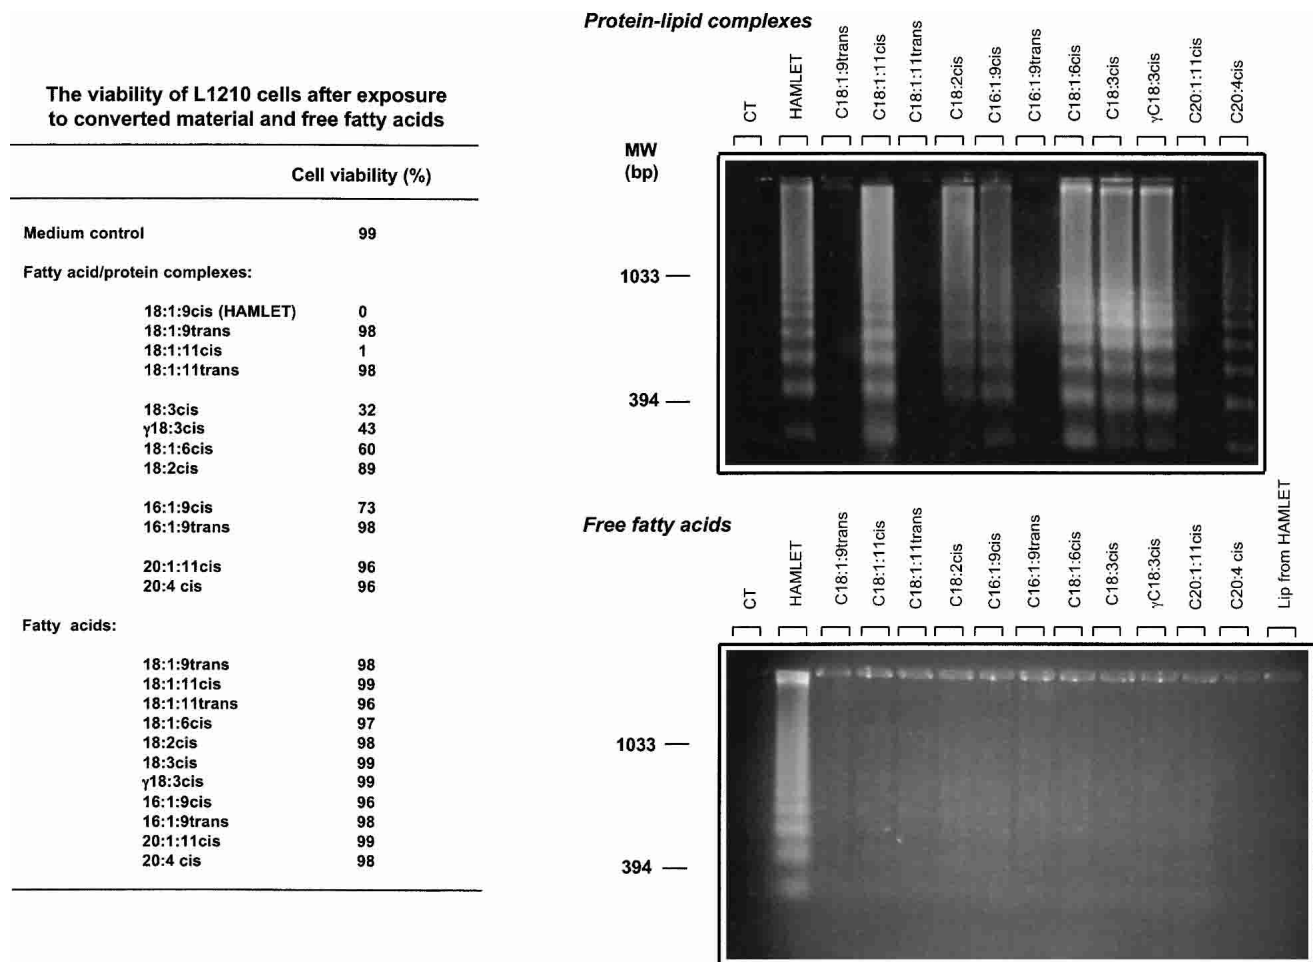 The viability of L1210 cells after exposure
to converted material and free fatty acids
Cell viability (%)
Medium control 99
Fatty acid/protein complexes:
18:1:9cis (HAMLET) 0
18:1:9trans 98
18:1:11cis 1
18:1:11trans 98
18:3cis 32
γ18:3cis 43
18:1:6cis 60
18:2cis 89
16:1:9cis 73
16:1:9trans 98
20:1:11cis 96
20:4 cis 96
Fatty acids:
18:1:9trans 98
18:1:11cis 99
18:1:11trans 96
18:1:6cis 97
18:2cis 98
18:3cis 99
γ18:3cis 99
16:1:9cis 96
16:1:9trans 98
20:1:11cis 99
20:4 cis 98
Protein-lipid complexes
CT
HAMLET
C18:1:9trans
C18:1:11cis
C18:1:11trans
C18:2cis
C16:1:9cis
C16:1:9trans
C18:1:6cis
C18:3cis
γC18:3cis
C20:1:11cis
C20:4cis
MW
(bp)
1033
394
Free fatty acids
CT
HAMLET
C18:1:9trans
C18:1:11cis
C18:1:11trans
C18:2cis
C16:1:9cis
C16:1:9trans
C18:1:6cis
C18:3cis
γC18:3cis
C20:1:11cis
C20:4 cis
Lip from HAMLET
1033
394